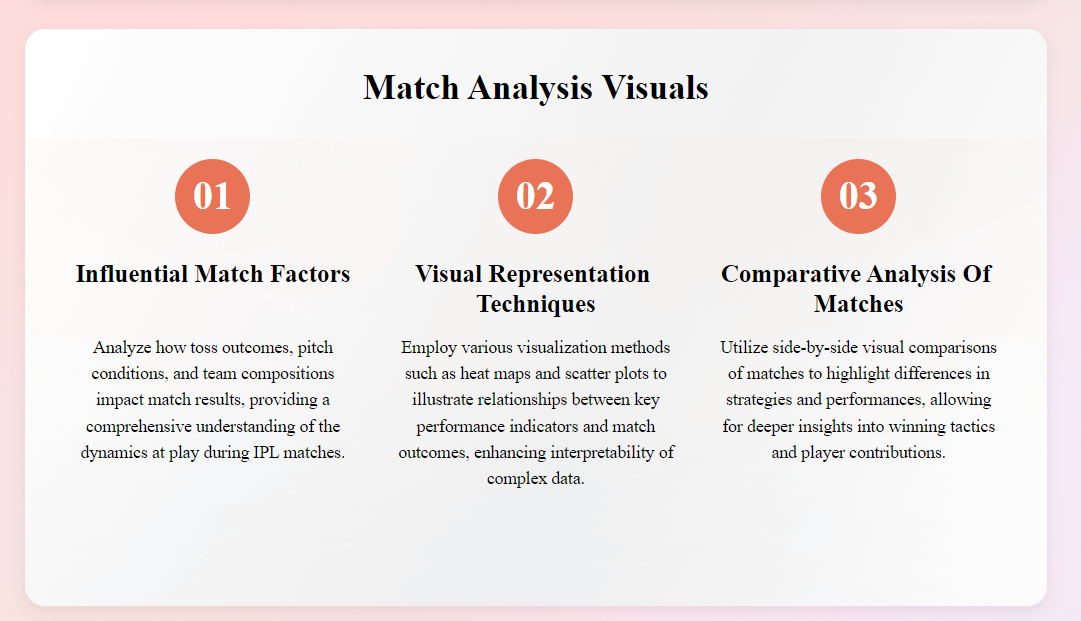 Match Analysis Visuals
01
02
03
Influential Match Factors
Analyze how toss outcomes, pitch
conditions, and team compositions
impact match results, providing a
comprehensive understanding of the
dynamics at play during IPL matches.
Visual Representation
Techniques
Employ various visualization methods
such as heat maps and scatter plots to
illustrate relationships between key
performance indicators and match
outcomes, enhancing interpretability of
complex data.
Comparative Analysis Of
Matches
Utilize side-by-side visual comparisons
of matches to highlight differences in
strategies and performances, allowing
for deeper insights into winning tactics
and player contributions.